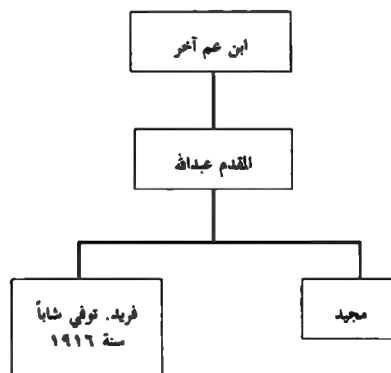 ابن عم آخر
المقدم عبدالله
مجيد
فريد. توفي شاباً
سنة ١٩١٦